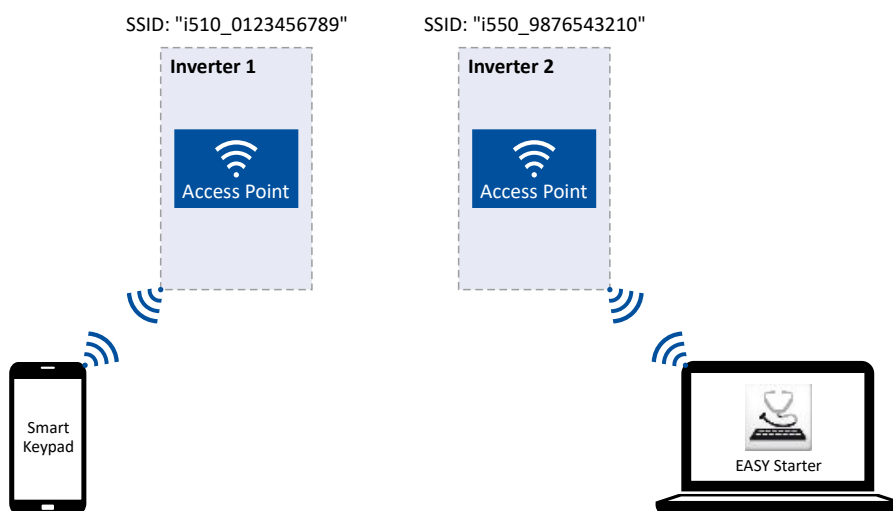 SSID: "i510_0123456789"
SSID: "i550_9876543210"
Inverter 1
Inverter 2
Access Point
Access Point
Smart
Keypad
EASY Starter